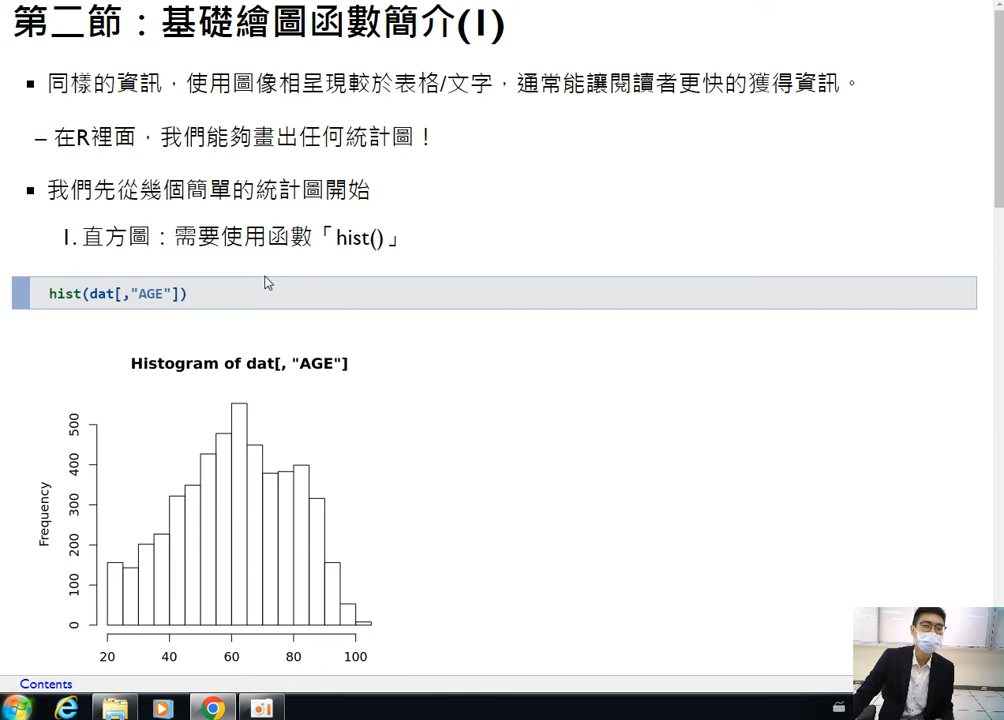 第二節：基礎繪圖函數簡介(1)
▪ 同樣的資訊，使用圖像相呈現較於表格/文字，通常能讓閱讀者更快的獲得資訊。
– 在R裡面，我們能夠畫出任何統計圖！
▪ 我們先從幾個簡單的統計圖開始
1. 直方圖：需要使用函數「hist()」
hist(dat[,"AGE"])
Histogram of dat[, "AGE"]
Frequency
500
400
300
200
100
0
20 40 60 80 100
Contents